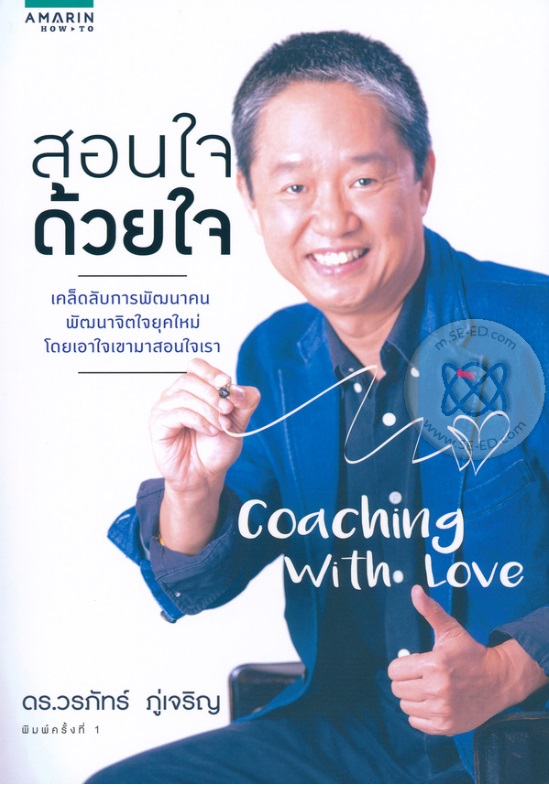 AMARIN
HOW TO
สอนใจ
ด้วยใจ
เคล็ดลับการพัฒนาคน
พัฒนาจิตใจยุคใหม่
โดยเอาใจเขามาสอนใจเรา
m.SE-ED.com
www.SE-ED.com
Coaching
With Love
ดร.วรภัทร์ ภู่เจริญ
พิมพ์ครั้งที่ 1